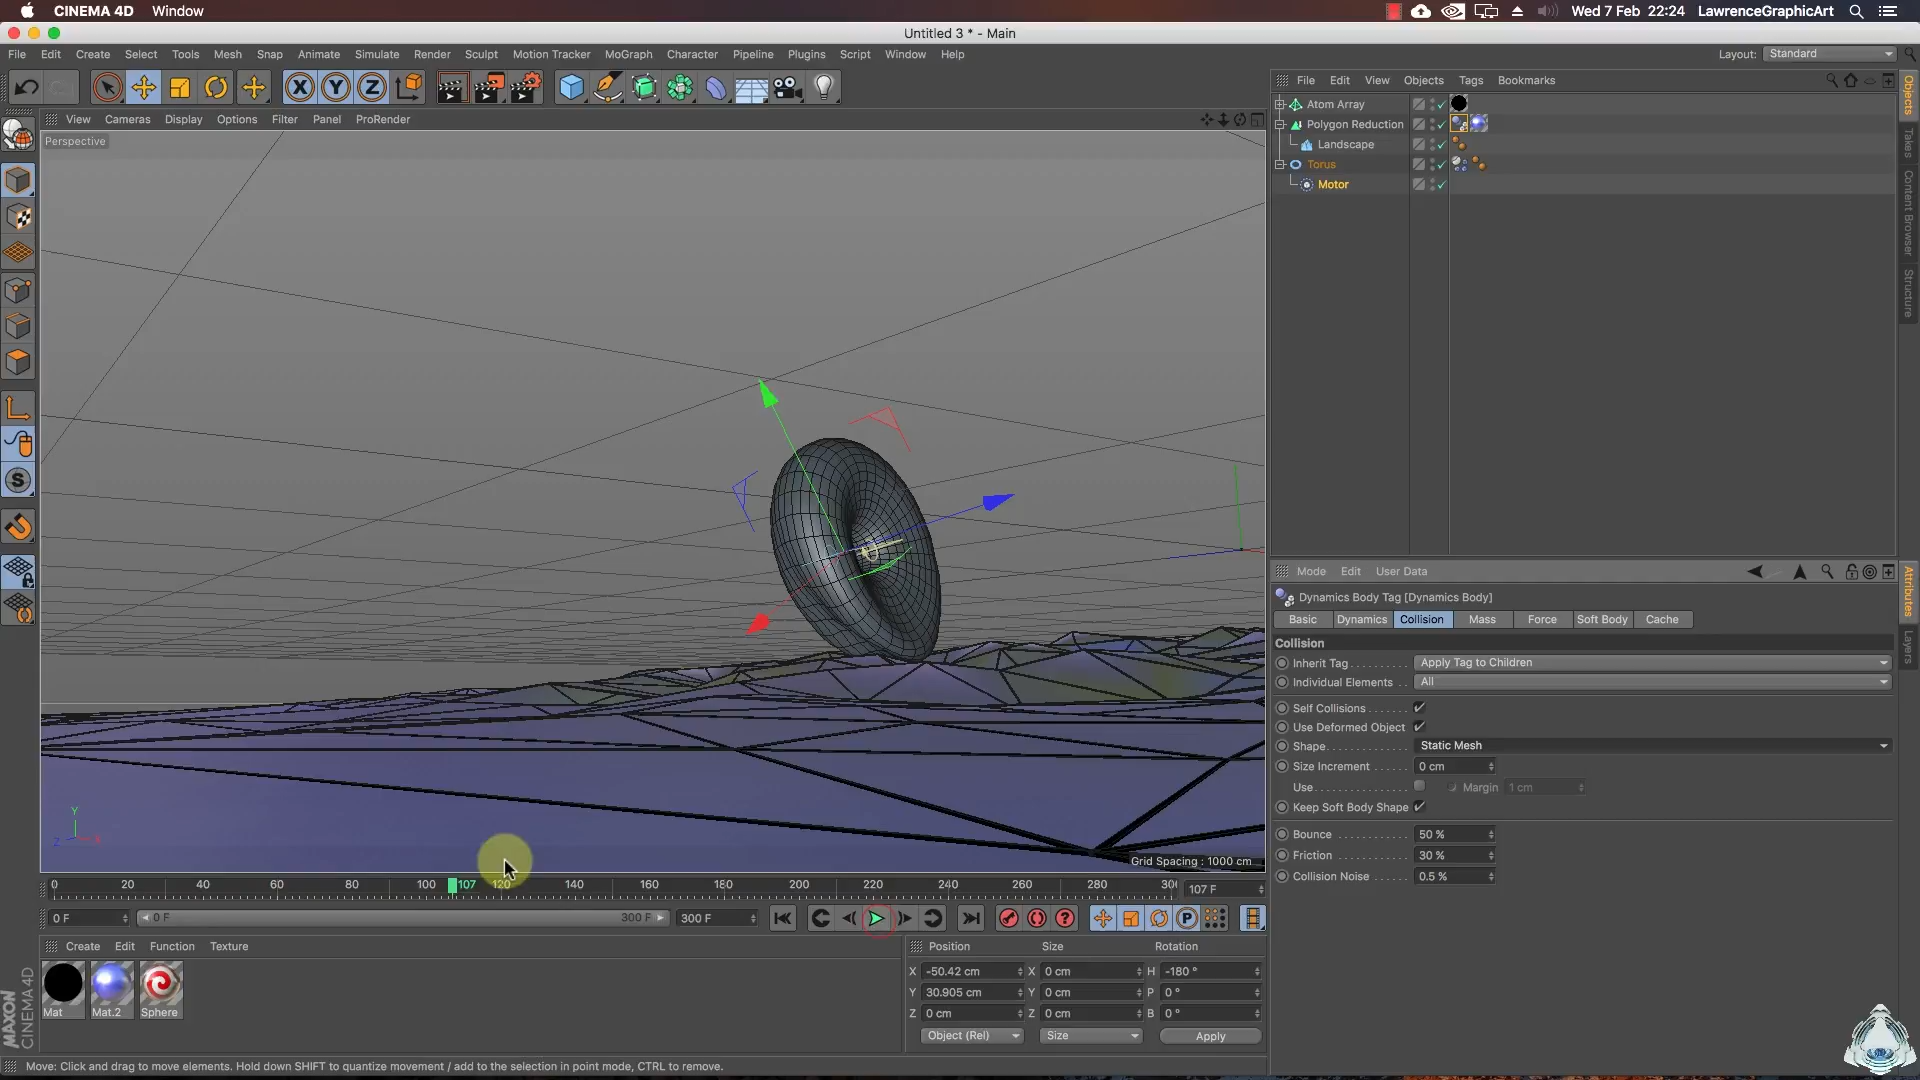 CINEMA 4D Window
Wed 7 Feb 22:24 LawrenceGraphicArt
Untitled 3 * - Main
File Edit Create Select Tools Mesh Snap Animate Simulate Render Sculpt Motion Tracker MoGraph Character Pipeline Plugins Script Window Help
Layout: Standard
File Edit View Objects Tags Bookmarks
View Cameras Display Options Filter Panel ProRender
Perspective
Atom Array
Polygon Reduction
Landscape
Torus
Motor
Objects
Takes
Content Browser
Structure
Mode Edit User Data
Dynamics Body Tag [Dynamics Body]
Basic Dynamics Collision Mass Force Soft Body Cache
Collision
Inherit Tag Apply Tag to Children
Individual Elements All
Self Collisions
Use Deformed Object
Shape Static Mesh
Size Increment 0 cm
Use Margin 1 cm
Keep Soft Body Shape
Bounce 50 %
Friction 30 %
Collision Noise 0.5 %
Attributes
Layers
Y
Z X
Grid Spacing : 1000 cm
0 20 40 60 80 100 107 120 140 160 180 200 220 240 260 280 300
107 F
0 F 0 F 300 F 300 F
Create Edit Function Texture
Mat Mat.2 Sphere
MAXON
CINEMA 4D
Position Size Rotation
X -50.42 cm X 0 cm H -180 °
Y 30.905 cm Y 0 cm P 0 °
Z 0 cm Z 0 cm B 0 °
Object (Rel) Size Apply
Move: Click and drag to move elements. Hold down SHIFT to quantize movement / add to the selection in point mode, CTRL to remove.